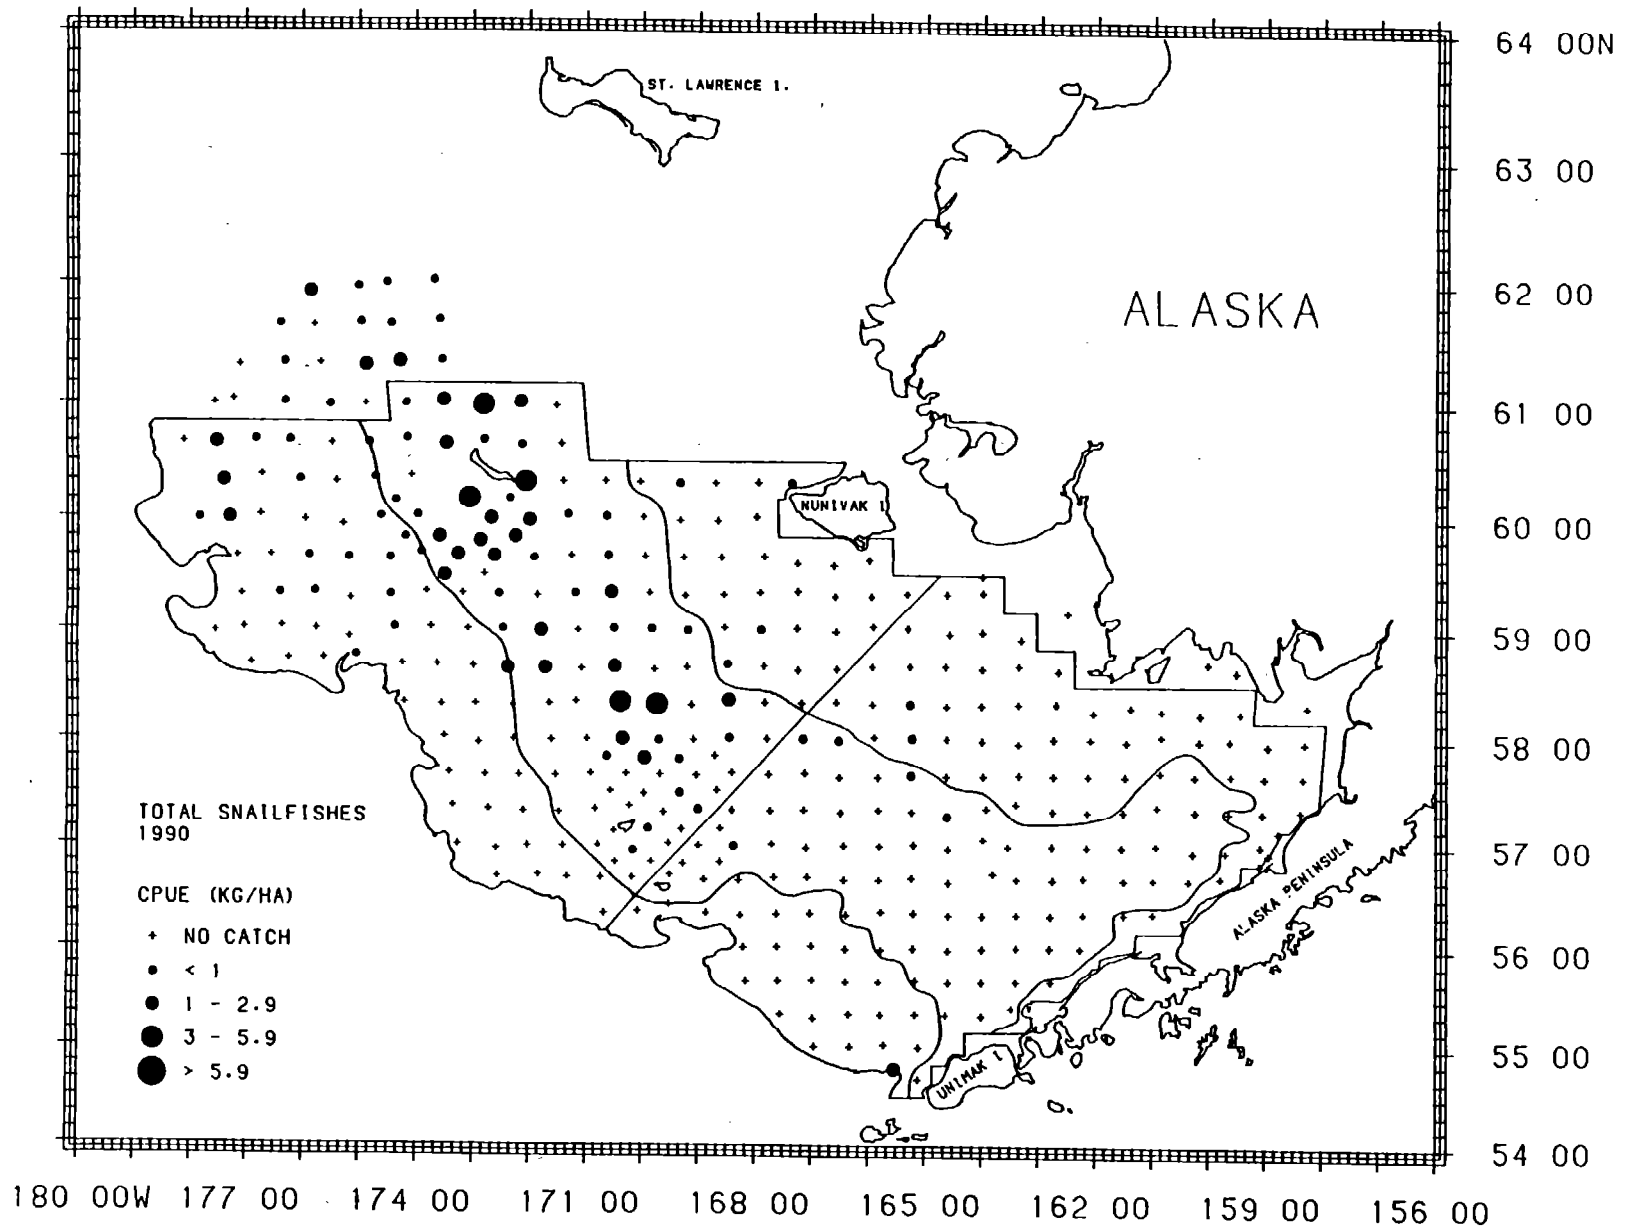 64 00N
ST. LAWRENCE I.
63 00
62 00
ALASKA
61 00
60 00
NUNIVAK I
59 00
58 00
TOTAL SNAILFISHES
1990
57 00
ALASKA PENINSULA
CPUE (KG/HA)
+ NO CATCH
< 1
56 00
1 - 2.9
3 - 5.9
55 00
> 5.9
UNIMAK I
54 00
180 00W 177 00 174 00 171 00 168 00 165 00 162 00 159 00 156 00